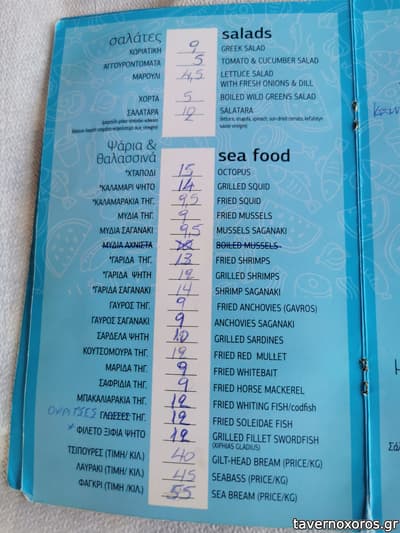 σαλάτες salads
ΧΩΡΙΑΤΙΚΗ 9 GREEK SALAD
ΑΓΓΟΥΡΟΝΤΟΜΑΤΑ 5 TOMATO & CUCUMBER SALAD
ΜΑΡΟΥΛΙ 4,5 LETTUCE SALAD
WITH FRESH ONIONS & DILL
ΧΟΡΤΑ 5 BOILED WILD GREENS SALAD
ΣΑΛΑΤΑΡΑ 12 SALATARA
Ψάρια &
θαλασσινά sea food
*ΧΤΑΠΟΔΙ 15 OCTOPUS
*ΚΑΛΑΜΑΡΙ ΨΗΤΟ 14 GRILLED SQUID
*ΚΑΛΑΜΑΡΑΚΙΑ ΤΗΓ. 9,5 FRIED SQUID
ΜΥΔΙΑ ΤΗΓ. 9 FRIED MUSSELS
ΜΥΔΙΑ ΣΑΓΑΝΑΚΙ 9,5 MUSSELS SAGANAKI
ΜΥΔΙΑ ΑΧΝΙΣΤΑ BOILED MUSSELS
*ΓΑΡΙΔΑ ΤΗΓ. 13 FRIED SHRIMPS
*ΓΑΡΙΔΑ ΨΗΤΗ 12 GRILLED SHRIMPS
*ΓΑΡΙΔΑ ΣΑΓΑΝΑΚΙ 14 SHRIMP SAGANAKI
ΓΑΥΡΟΣ ΤΗΓ. 9 FRIED ANCHOVIES (GAVROS)
ΓΑΥΡΟΣ ΣΑΓΑΝΑΚΙ 9 ANCHOVIES SAGANAKI
ΣΑΡΔΕΛΑ ΨΗΤΗ 10 GRILLED SARDINES
ΚΟΥΤΣΟΜΟΥΡΑ ΤΗΓ. 12 FRIED RED MULLET
ΜΑΡΙΔΑ ΤΗΓ. 9 FRIED WHITEBAIT
ΣΑΦΡΙΔΙΑ ΤΗΓ. 9 FRIED HORSE MACKEREL
ΜΠΑΚΑΛΙΑΡΑΚΙΑ ΤΗΓ. 12 FRIED WHITING FISH/codfish
ΤΗΓ. 12 FRIED SOLEIDAE FISH
* ΦΙΛΕΤΟ ΞΙΦΙΑ ΨΗΤΟ 12 GRILLED FILLET SWORDFISH
(XIPHIAS GLADIUS)
ΤΣΙΠΟΥΡΕΣ (ΤΙΜΗ/ ΚΙΛ.) 40 GILT-HEAD BREAM (PRICE/KG)
ΛΑΥΡΑΚΙ (ΤΙΜΗ/ ΚΙΛ.) 45 SEABASS (PRICE/KG)
ΦΑΓΚΡΙ (ΤΙΜΗ /ΚΙΛ.) 55 SEA BREAM (PRICE/KG)
tavernoxoros.gr